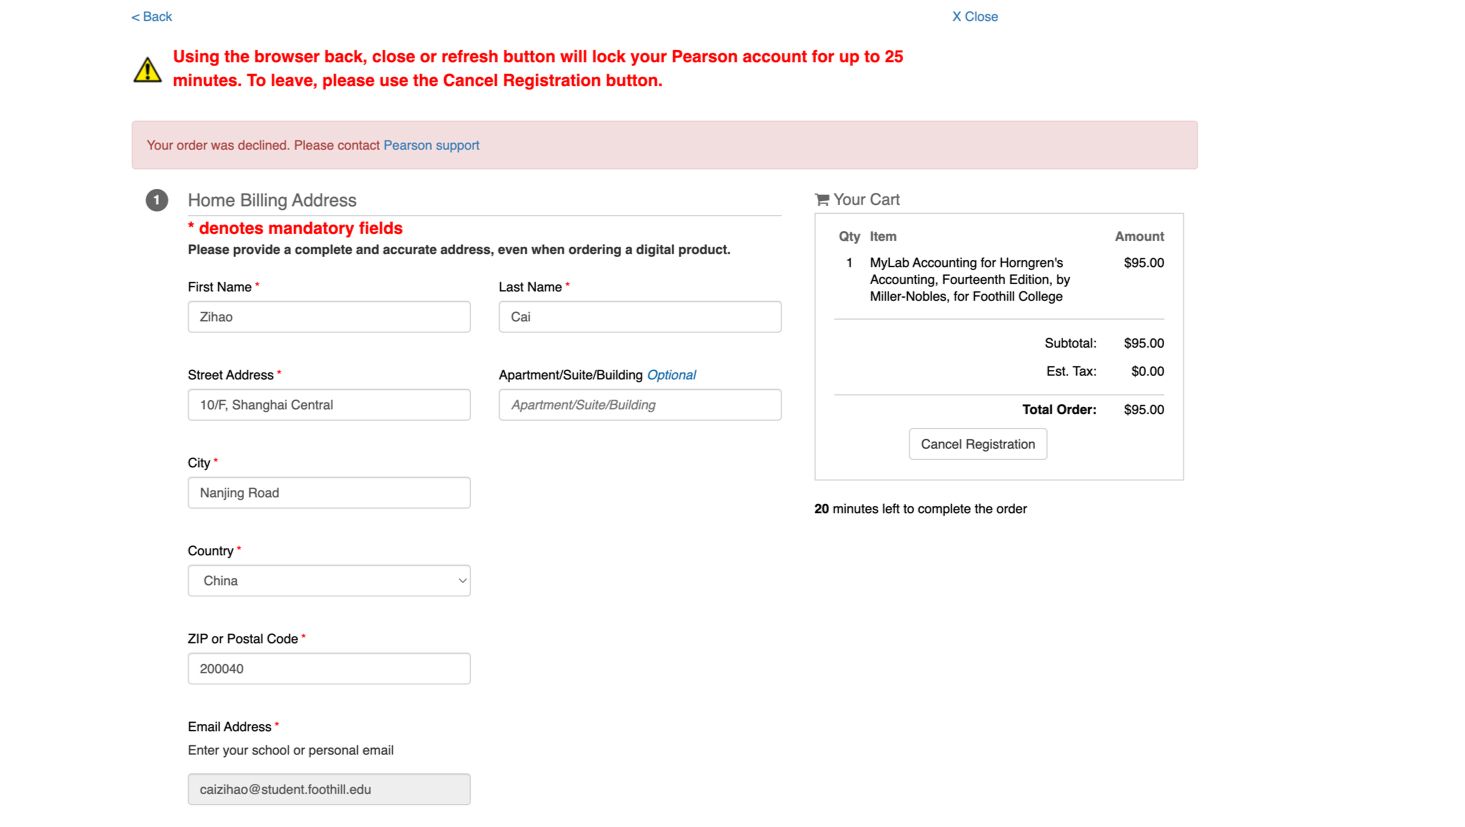 < Back
X Close
Using the browser back, close or refresh button will lock your Pearson account for up to 25
minutes. To leave, please use the Cancel Registration button.
Your order was declined. Please contact Pearson support
1 Home Billing Address
* denotes mandatory fields
Please provide a complete and accurate address, even when ordering a digital product.
First Name *
Last Name *
Zihao
Cai
Street Address *
Apartment/Suite/Building Optional
10/F, Shanghai Central
Apartment/Suite/Building
City *
Nanjing Road
Country *
China
ZIP or Postal Code *
200040
Email Address *
Enter your school or personal email
caizihao@student.foothill.edu
Your Cart
Qty Item Amount
1 MyLab Accounting for Horngren's $95.00
Accounting, Fourteenth Edition, by
Miller-Nobles, for Foothill College
Subtotal: $95.00
Est. Tax: $0.00
Total Order: $95.00
Cancel Registration
20 minutes left to complete the order